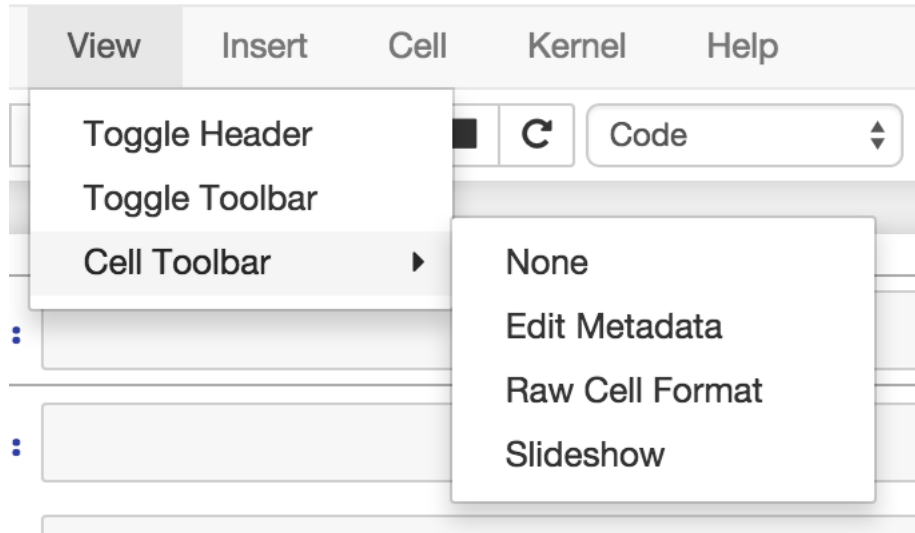 View Insert Cell Kernel Help
Toggle Header
Code
Toggle Toolbar
Cell Toolbar
None
Edit Metadata
Raw Cell Format
Slideshow